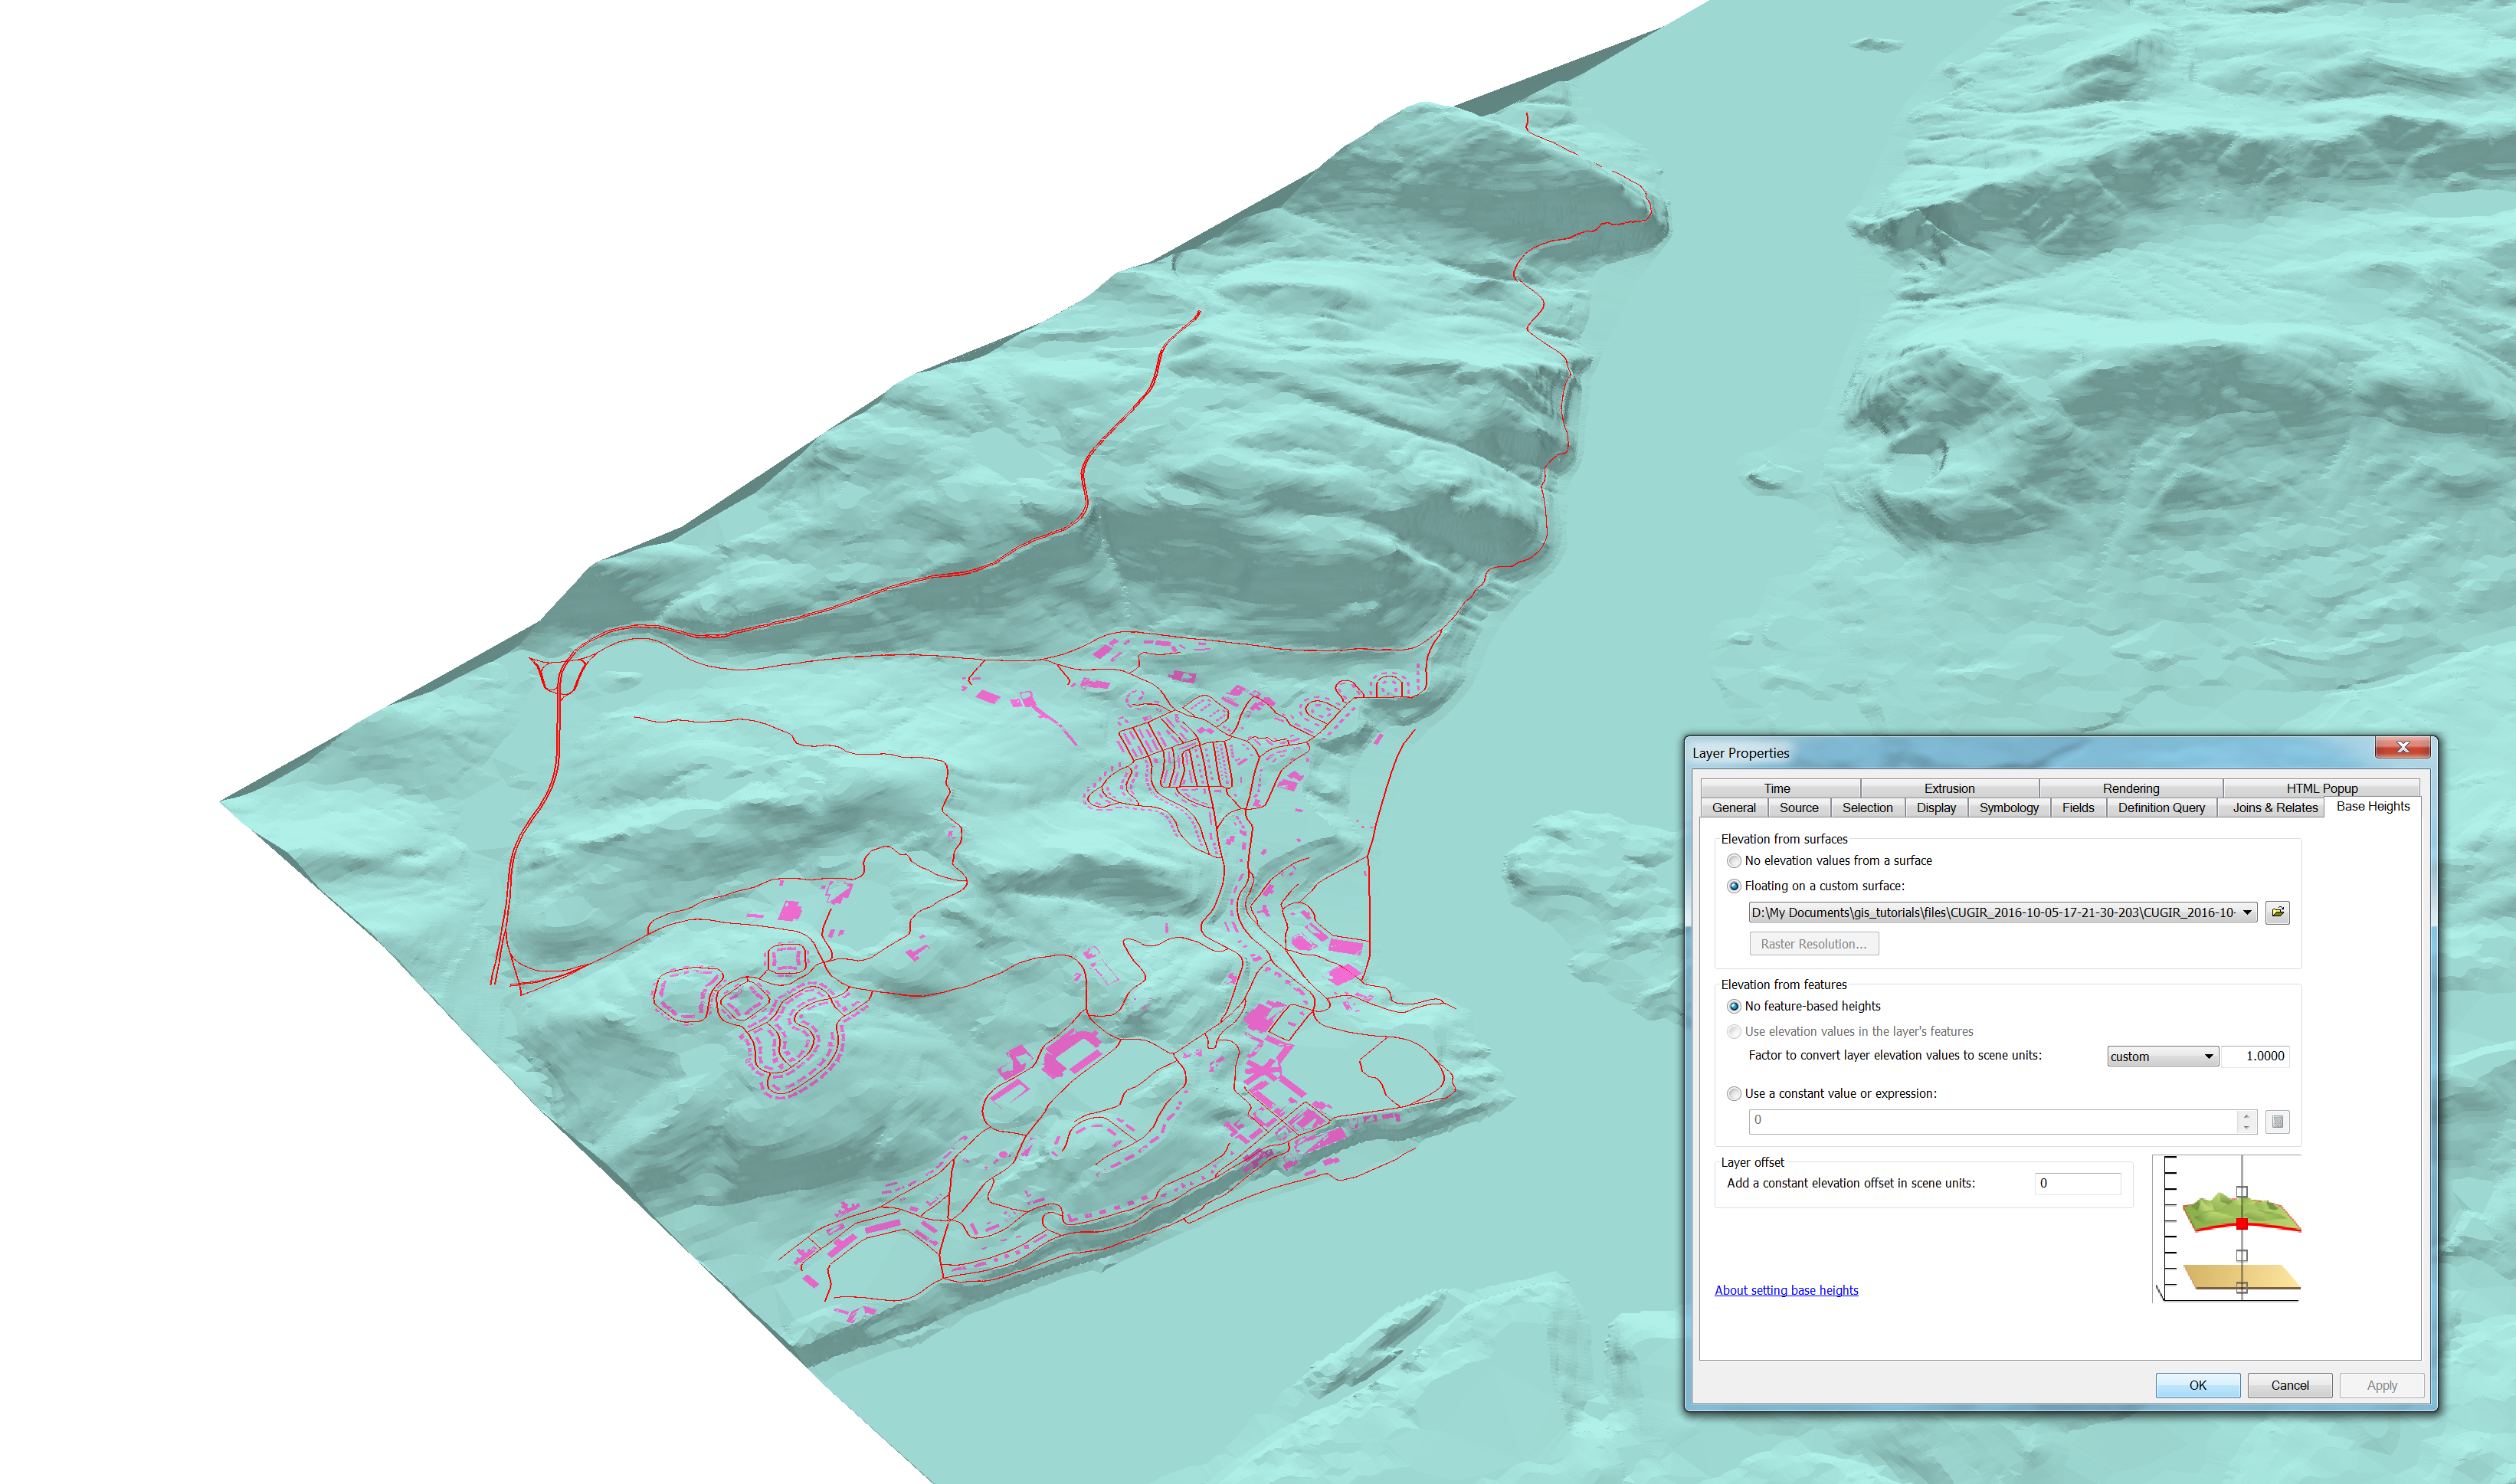 Layer Properties
Time Extrusion Rendering HTML Popup
General Source Selection Display Symbology Fields Definition Query Joins & Relates Base Heights
Elevation from surfaces
No elevation values from a surface
Floating on a custom surface:
D:\My Documents\gis_tutorials\files\CUGIR_2016-10-05-17-21-30-203\CUGIR_2016-10-
Raster Resolution...
Elevation from features
No feature-based heights
Use elevation values in the layer's features
Factor to convert layer elevation values to scene units: custom 1.0000
Use a constant value or expression:
0
Layer offset
Add a constant elevation offset in scene units: 0
About setting base heights
OK Cancel Apply